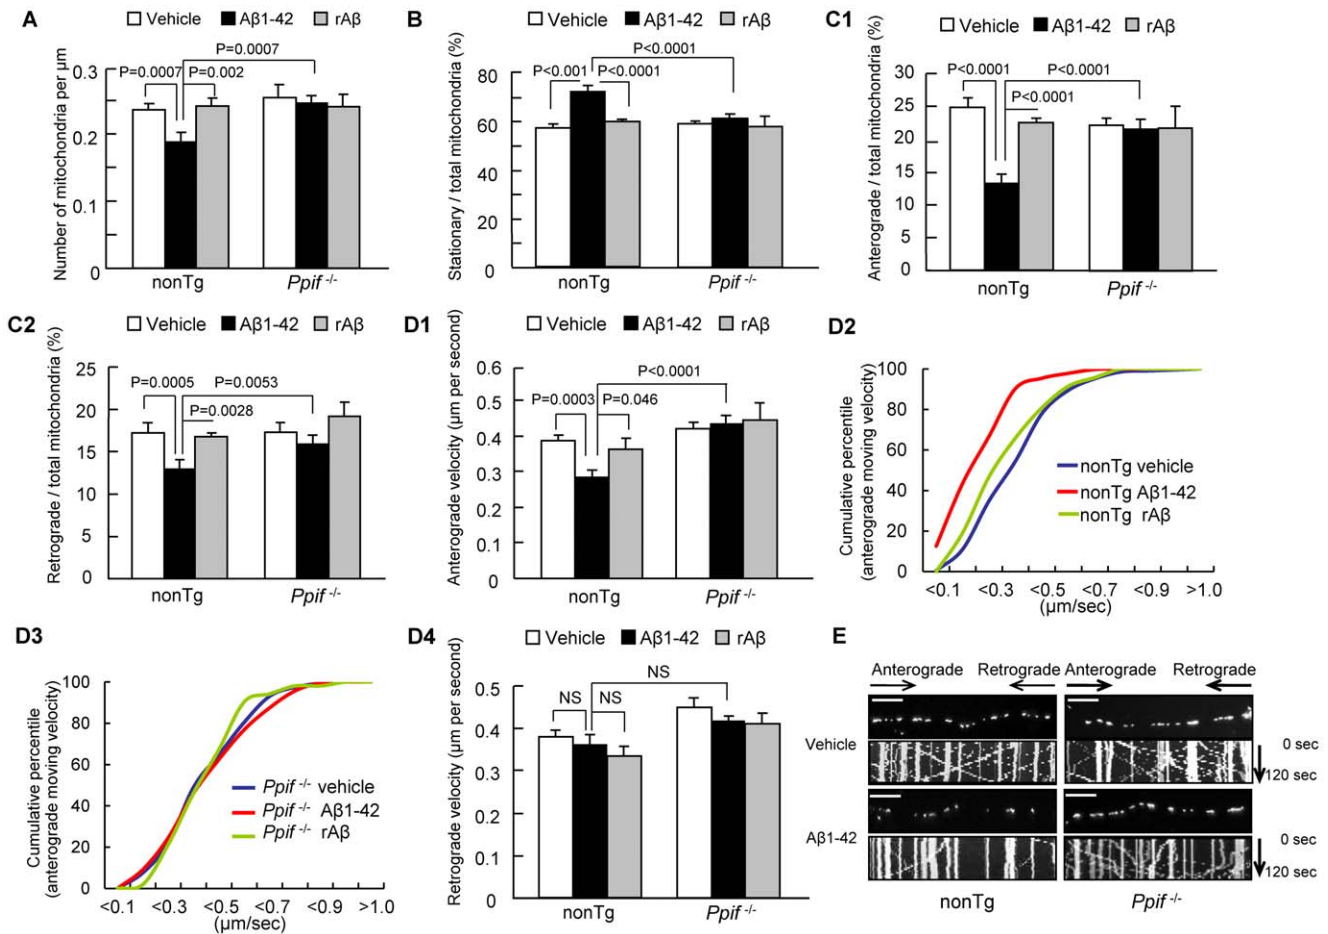 A
Vehicle Aβ1-42 rAβ
Number of mitochondria per µm
0.3
0.2
0.1
0
P=0.0007
P=0.0007 P=0.002
nonTg Ppif -/-
B
Vehicle Aβ1-42 rAβ
Stationary / total mitochondria (%)
80
60
40
20
0
P<0.0001
P<0.001 P<0.0001
nonTg Ppif -/-
C1
Vehicle Aβ1-42 rAβ
Anterograde / total mitochondria (%)
30
25
20
15
10
5
0
P<0.0001 P<0.0001
P<0.0001
nonTg Ppif -/-
C2
Vehicle Aβ1-42 rAβ
Retrograde / total mitochondria (%)
25
20
15
10
5
0
P=0.0005 P=0.0053
P=0.0028
nonTg Ppif -/-
D1
Vehicle Aβ1-42 rAβ
Anterograde velocity (µm per second)
0.6
0.5
0.4
0.3
0.2
0.1
0
P<0.0001
P=0.0003 P=0.046
nonTg Ppif -/-
D2
Cumulative percentile
(anterograde moving velocity)
100
80
60
40
20
0
nonTg vehicle
nonTg Aβ1-42
nonTg rAβ
<0.1 <0.3 <0.5 <0.7 <0.9 >1.0
(µm/sec)
D3
Cumulative percentile
(anterograde moving velocity)
100
80
60
40
20
0
Ppif -/- vehicle
Ppif -/- Aβ1-42
Ppif -/- rAβ
<0.1 <0.3 <0.5 <0.7 <0.9 >1.0
(µm/sec)
D4
Vehicle Aβ1-42 rAβ
Retrograde velocity (µm per second)
0.5
0.4
0.3
0.2
0.1
0
NS
NS NS
nonTg Ppif -/-
E
Anterograde Retrograde Anterograde Retrograde
Vehicle
0 sec
120 sec
Aβ1-42
0 sec
120 sec
nonTg Ppif -/-